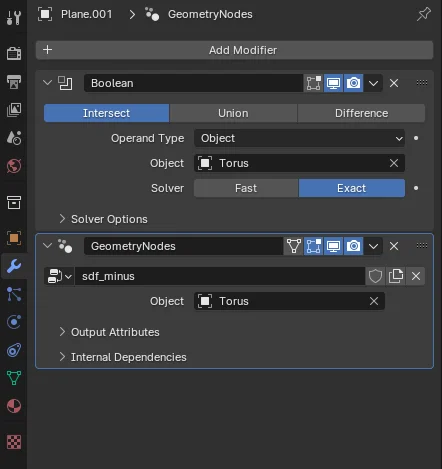 Plane.001 > GeometryNodes
+ Add Modifier
Boolean
Intersect Union Difference
Operand Type Object
Object Torus
Solver Fast Exact
Solver Options
GeometryNodes
sdf_minus
Object Torus
Output Attributes
Internal Dependencies